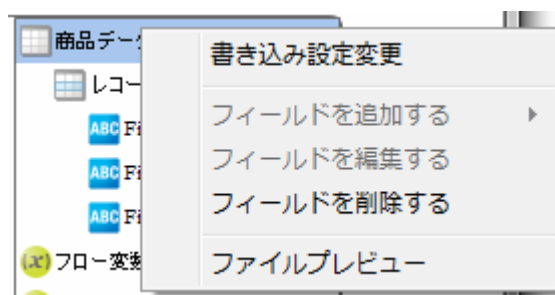 商品デー
書き込み設定変更
レコー
フィールドを追加する
ABC Fi
フィールドを編集する
ABC Fi
フィールドを削除する
ABC Fi
フロー変数
ファイルプレビュー